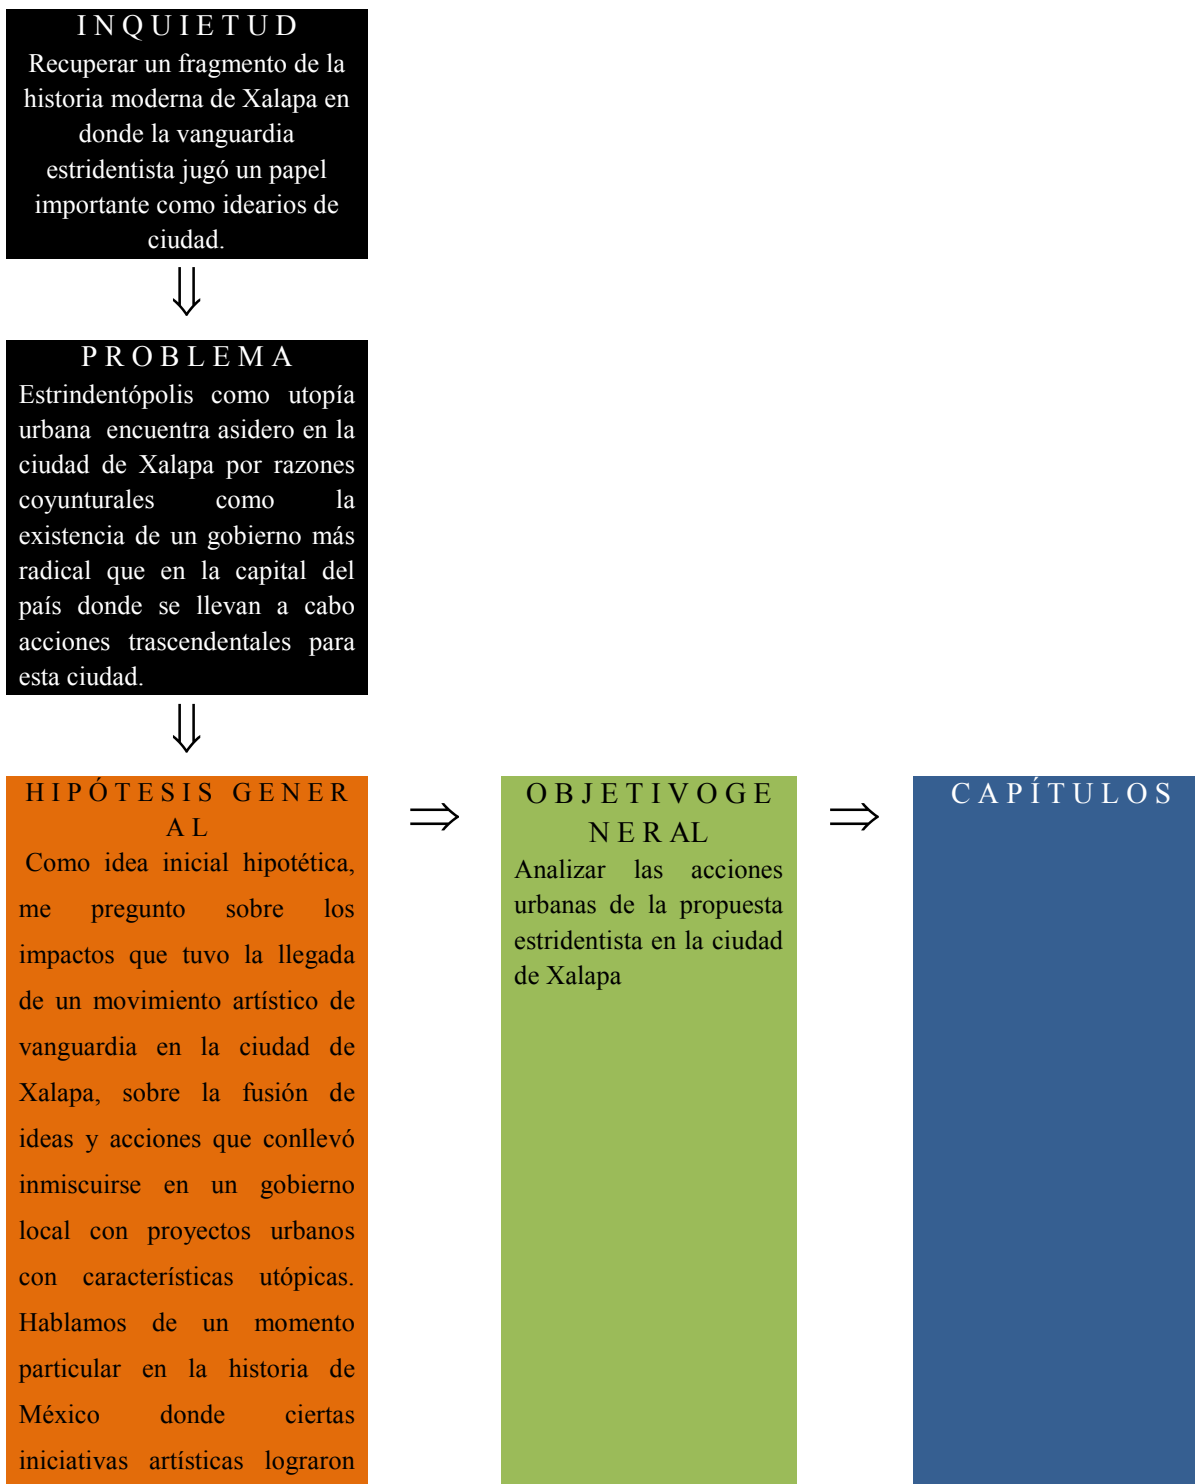 I N Q U I E T U D
Recuperar un fragmento de la
historia moderna de Xalapa en
donde la vanguardia
estridentista jugó un papel
importante como idearios de
ciudad.
⇓
P R O B L E M A
Estrindentópolis como utopía
urbana encuentra asidero en la
ciudad de Xalapa por razones
coyunturales como la
existencia de un gobierno más
radical que en la capital del
país donde se llevan a cabo
acciones trascendentales para
esta ciudad.
⇓
H I P Ó T E S I S G E N E R
A L
Como idea inicial hipotética,
me pregunto sobre los
impactos que tuvo la llegada
de un movimiento artístico de
vanguardia en la ciudad de
Xalapa, sobre la fusión de
ideas y acciones que conllevó
inmiscuirse en un gobierno
local con proyectos urbanos
con características utópicas.
Hablamos de un momento
particular en la historia de
México donde ciertas
iniciativas artísticas lograron
⇒
O B J E T I V O G E
N E R AL
Analizar las acciones
urbanas de la propuesta
estridentista en la ciudad
de Xalapa
⇒
C A P Í T U L O S